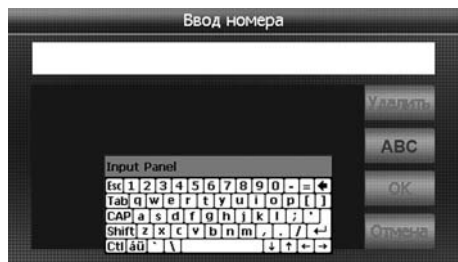 Ввод номера
Удалить
ABC
OK
Отмена
Input Panel
Esc 1 2 3 4 5 6 7 8 9 0 - =
Tab q w e r t y u i o p [ ]
CAP a s d f g h j k l ; '
Shift z x c v b n m , . /
Ctl áü ` \ ↓ ↑ ← →